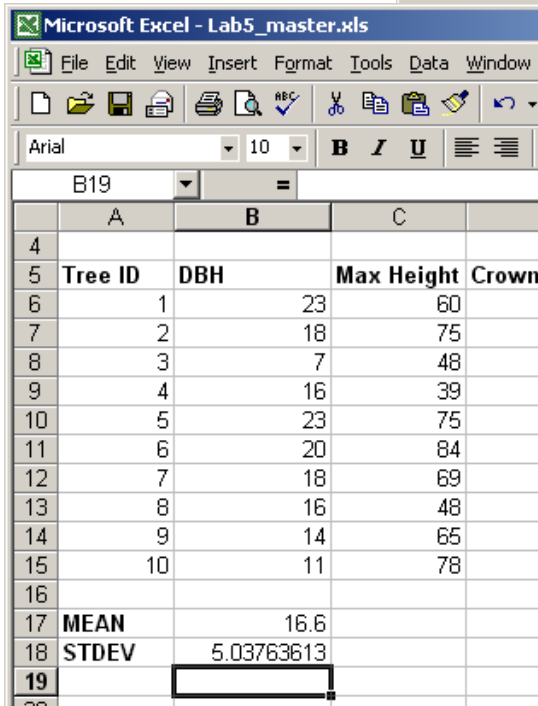 Microsoft Excel - Lab5_master.xls
File Edit View Insert Format Tools Data Window
ABC
Arial 10 B I U
B19 =
A B C
4
5 Tree ID DBH Max Height Crown
6 1 23 60
7 2 18 75
8 3 7 48
9 4 16 39
10 5 23 75
11 6 20 84
12 7 18 69
13 8 16 48
14 9 14 65
15 10 11 78
16
17 MEAN 16.6
18 STDEV 5.03763613
19